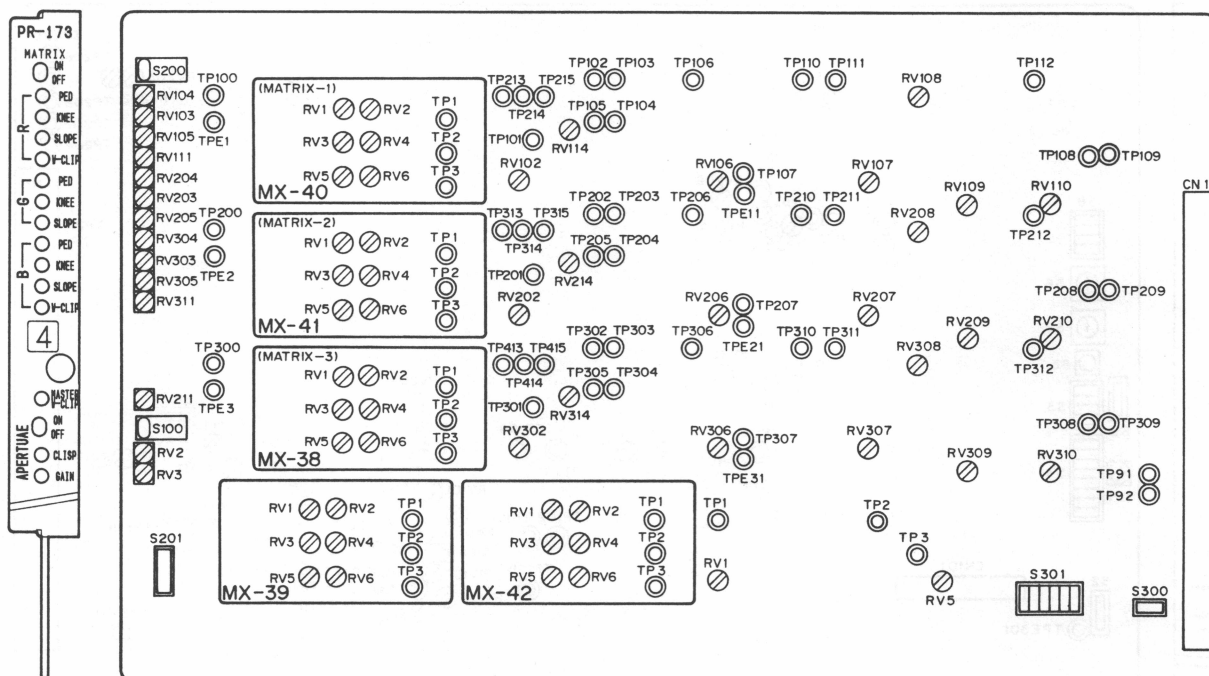 PR-173
MATRIX
ON
OFF
R
PED
KNEE
SLOPE
V-CLIP
G
PED
KNEE
SLOPE
B
PED
KNEE
SLOPE
V-CLIP
4
MASTER
V-CLIP
APERTUAE
ON
OFF
CLISP
GAIN
S200
RV104
RV103
RV105
RV111
RV204
RV203
RV205
RV304
RV303
RV305
RV311
RV211
S100
RV2
RV3
S201
TP100
TPE1
TP200
TPE2
TP300
TPE3
(MATRIX-1)
RV1 RV2 TP1
RV3 RV4 TP2
RV5 RV6 TP3
MX-40
(MATRIX-2)
RV1 RV2 TP1
RV3 RV4 TP2
RV5 RV6 TP3
MX-41
(MATRIX-3)
RV1 RV2 TP1
RV3 RV4 TP2
RV5 RV6 TP3
MX-38
RV1 RV2 TP1
RV3 RV4 TP2
RV5 RV6 TP3
MX-39
RV1 RV2 TP1
RV3 RV4 TP2
RV5 RV6 TP3
MX-42
TP102 TP103 TP106 TP110 TP111 RV108 TP112
TP213 TP215
TP214 TP105 TP104
TP101 RV114
RV102 RV106 TP107 RV107 TP108 TP109
TPE11 RV109 RV110
CN1
TP202 TP203 TP206 TP210 TP211 RV208 TP212
TP313 TP315
TP314 TP205 TP204
TP201 RV214
RV202 RV206 TP207 RV207 TP208 TP209
TPE21 RV209 RV210
TP302 TP303 TP306 TP310 TP311 RV308 TP312
TP413 TP415
TP414 TP305 TP304
TP301 RV314
RV302 RV306 TP307 RV307 TP308 TP309
TPE31 RV309 RV310
TP91
TP92
TP1 TP2
TP3
RV1 RV5
S301 S300